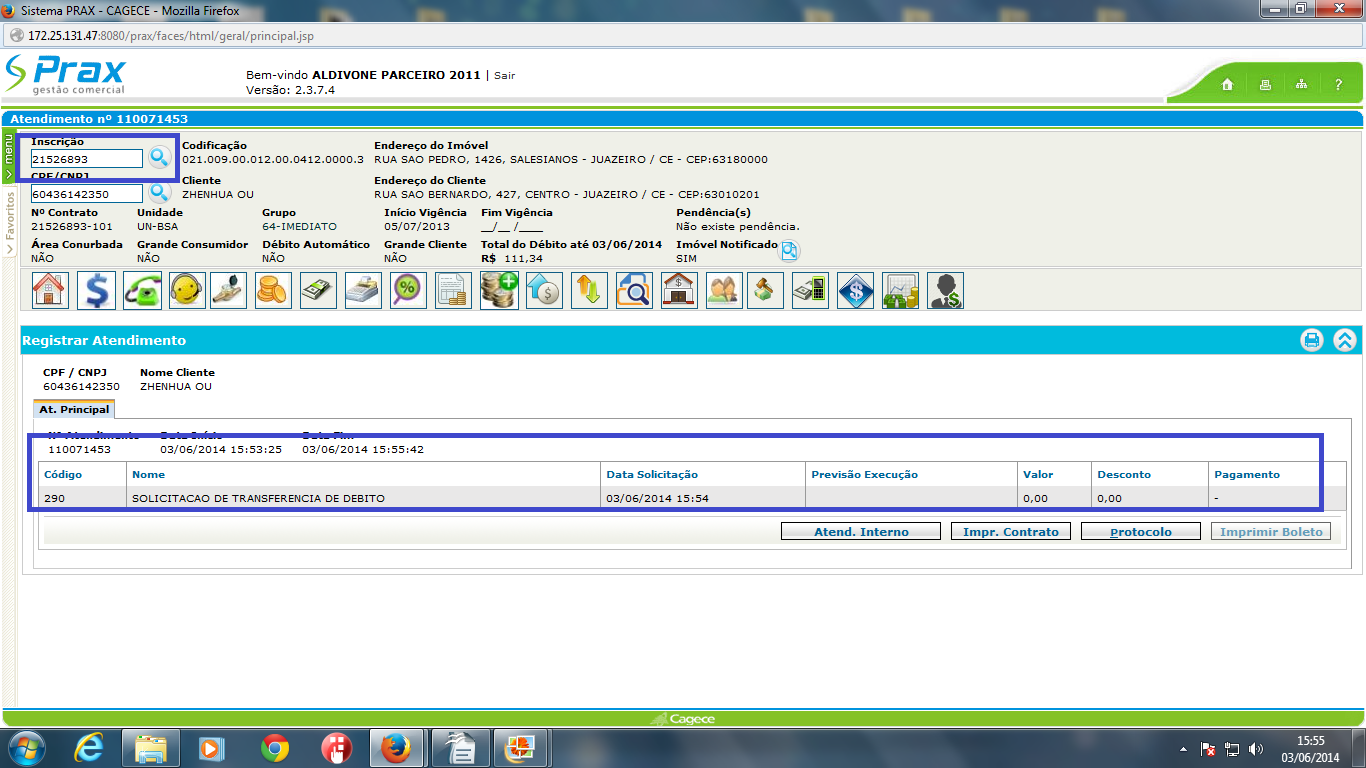 Sistema PRAX - CAGECE - Mozilla Firefox
172.25.131.47:8080/prax/faces/html/geral/principal.jsp
Prax
gestão comercial
Bem-vindo ALDIVONE PARCEIRO 2011 | Sair
Versão: 2.3.7.4
?
Atendimento nº 110071453
menu
Favoritos
Inscrição Codificação Endereço do Imóvel
21526893 021.009.00.012.00.0412.0000.3 RUA SAO PEDRO, 1426, SALESIANOS - JUAZEIRO / CE - CEP:63180000
CPF/CNPJ Cliente Endereço do Cliente
60436142350 ZHENHUA OU RUA SAO BERNARDO, 427, CENTRO - JUAZEIRO / CE - CEP:63010201
Nº Contrato Unidade Grupo Início Vigência Fim Vigência Pendência(s)
21526893-101 UN-BSA 64-IMEDIATO 05/07/2013 __/__ /____ Não existe pendência.
Área Conurbada Grande Consumidor Débito Automático Grande Cliente Total do Débito até 03/06/2014 Imóvel Notificado
NÃO NÃO NÃO NÃO R$ 111,34 SIM
Registrar Atendimento
CPF / CNPJ Nome Cliente
60436142350 ZHENHUA OU
At. Principal
Nº Atendimento Data Início Data Fim
110071453 03/06/2014 15:53:25 03/06/2014 15:55:42
Código Nome Data Solicitação Previsão Execução Valor Desconto Pagamento
290 SOLICITACAO DE TRANSFERENCIA DE DEBITO 03/06/2014 15:54 0,00 0,00 -
Atend. Interno Impr. Contrato Protocolo Imprimir Boleto
Cagece
15:55
03/06/2014